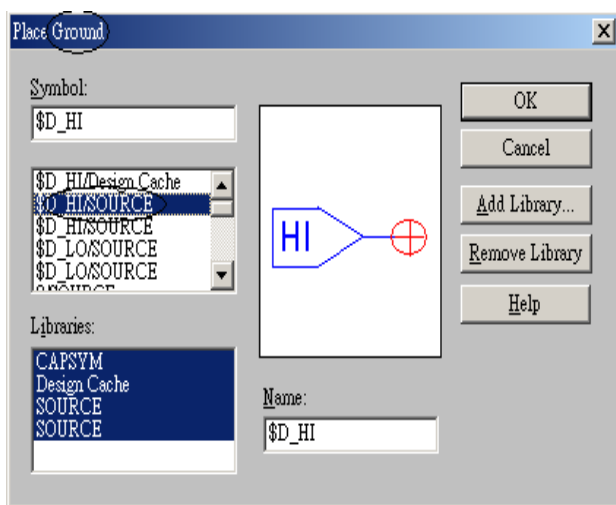 Place Ground
Symbol:
$D_HI
$D_HI/Design Cache
$D_HI/SOURCE
$D_HI/SOURCE
$D_LO/SOURCE
$D_LO/SOURCE
Libraries:
CAPSYM
Design Cache
SOURCE
SOURCE
HI
Name:
$D_HI
OK
Cancel
Add Library...
Remove Library
Help